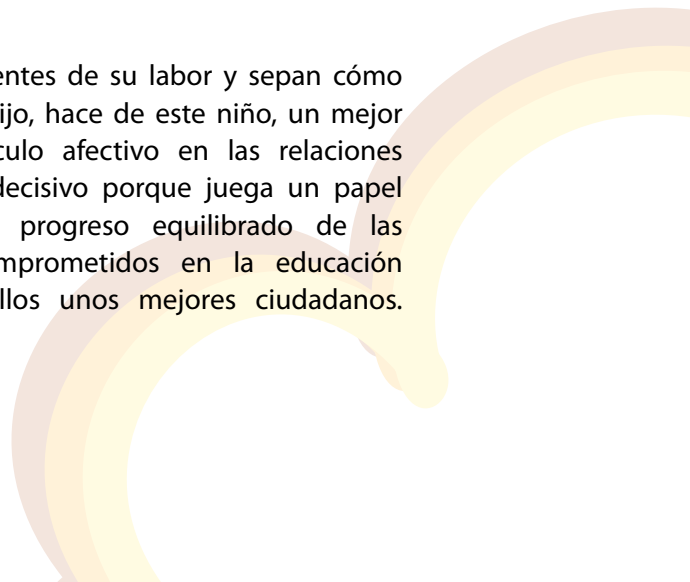 entes de su labor y sepan cómo
ijo, hace de este niño, un mejor
culo afectivo en las relaciones
decisivo porque juega un papel
progreso equilibrado de las
mprometidos en la educación
llos unos mejores ciudadanos.